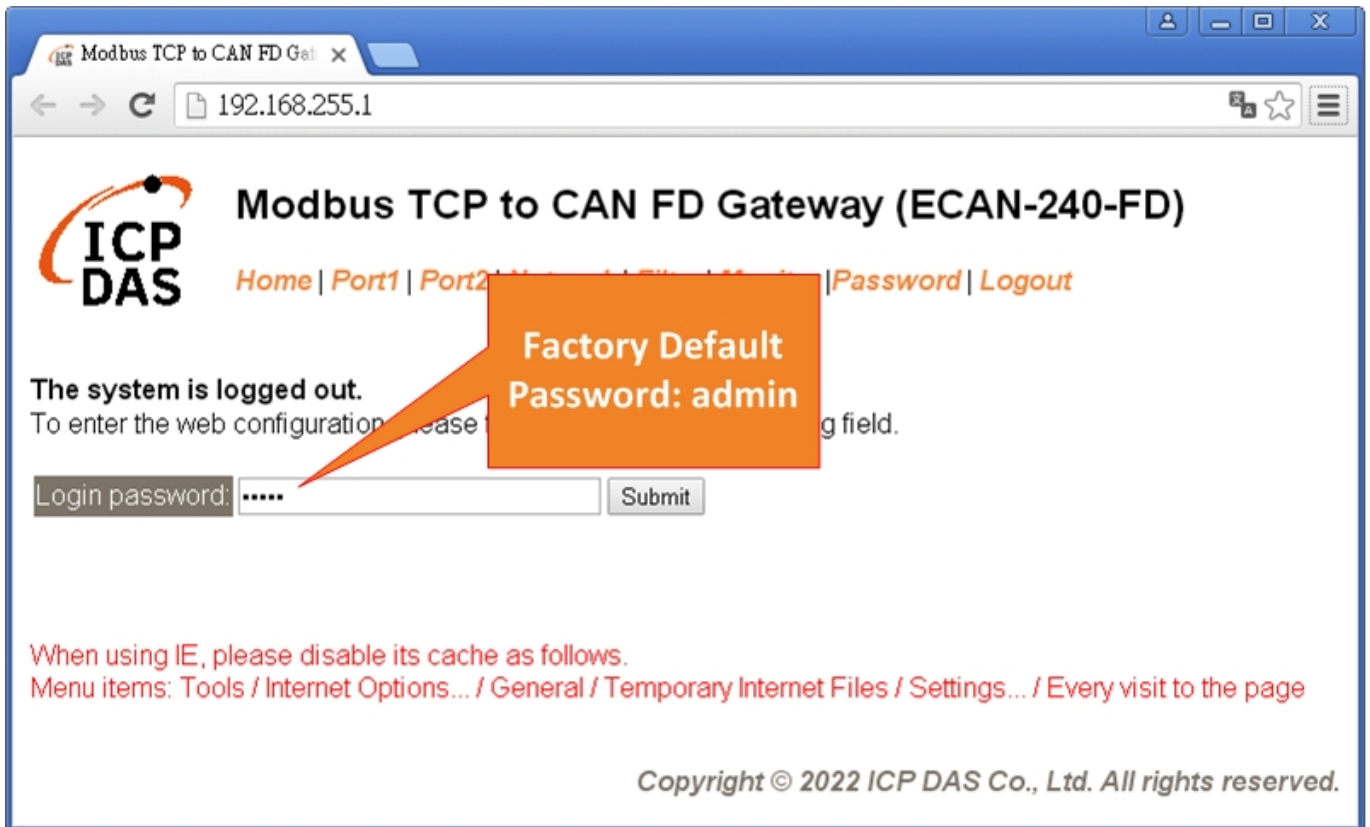 Modbus TCP to CAN FD Gat
192.168.255.1
ICP
DAS
Modbus TCP to CAN FD Gateway (ECAN-240-FD)
Home | Port1 | Port2 | Password | Logout
Factory Default
Password: admin
The system is logged out.
To enter the web configuration, field.
Login password: ••••• Submit
When using IE, please disable its cache as follows.
Menu items: Tools / Internet Options... / General / Temporary Internet Files / Settings... / Every visit to the page
Copyright © 2022 ICP DAS Co., Ltd. All rights reserved.